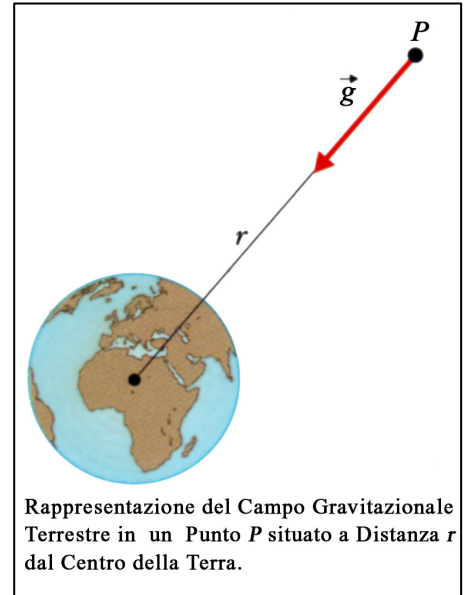 P
g
r
Rappresentazione del Campo Gravitazionale
Terrestre in un Punto P situato a Distanza r
dal Centro della Terra.